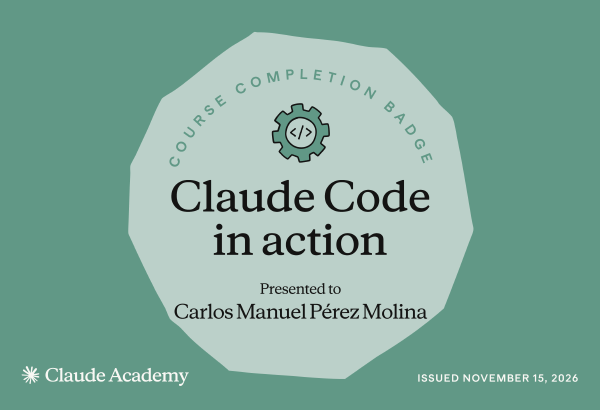 COURSE COMPLETION BADGE
</>
Claude Code
in action
Presented to
Carlos Manuel Pérez Molina
Claude Academy
ISSUED NOVEMBER 15, 2026